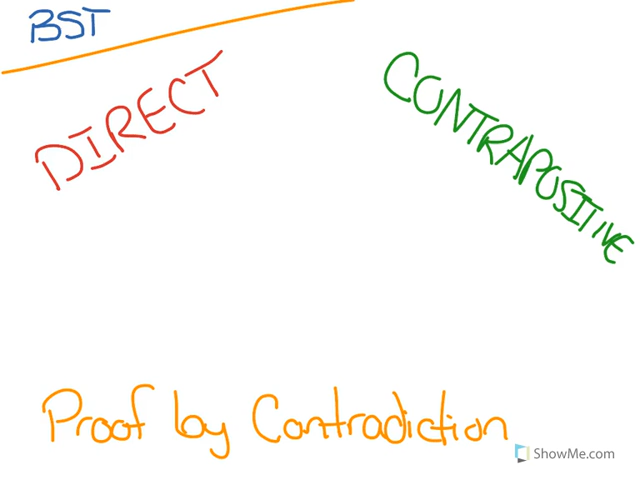 BST
DIRECT
CONTRAPOSITIVE
Proof by Contradiction
ShowMe.com